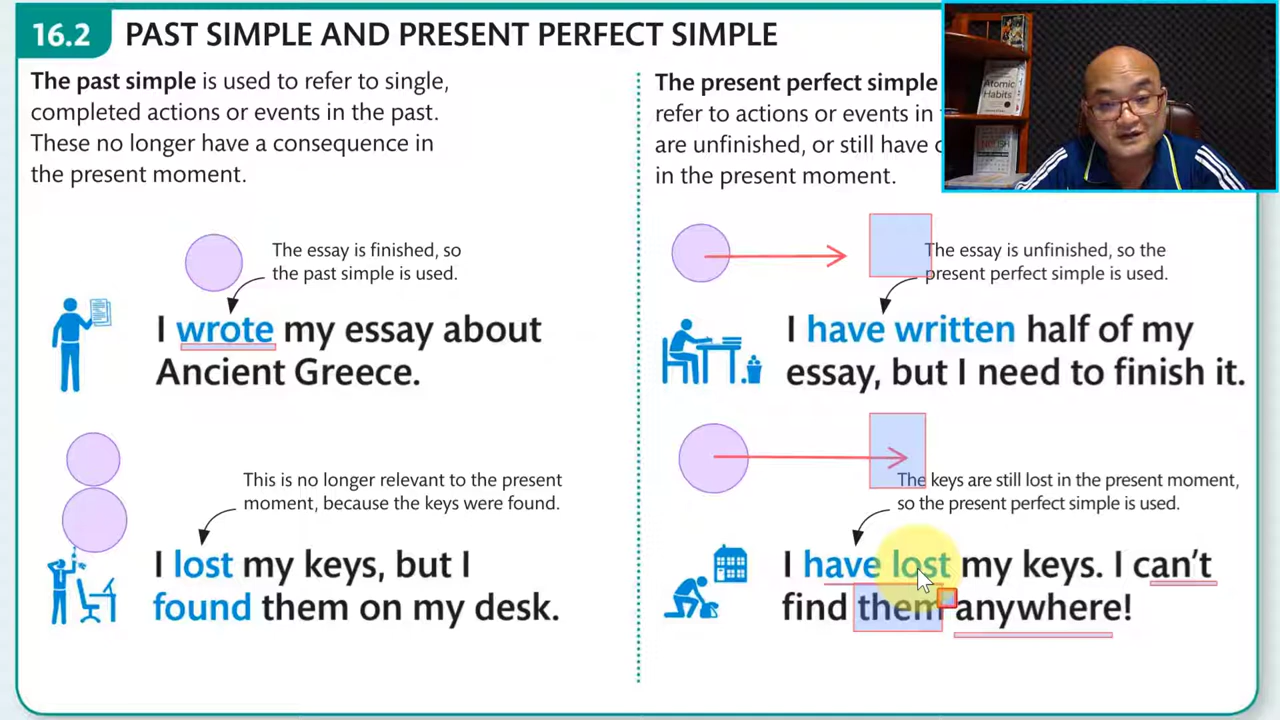 16.2 PAST SIMPLE AND PRESENT PERFECT SIMPLE
The past simple is used to refer to single,
completed actions or events in the past.
These no longer have a consequence in
the present moment.
The essay is finished, so
the past simple is used.
I wrote my essay about
Ancient Greece.
This is no longer relevant to the present
moment, because the keys were found.
I lost my keys, but I
found them on my desk.
The present perfect simple
refer to actions or events in
are unfinished, or still have
in the present moment.
The essay is unfinished, so the
present perfect simple is used.
I have written half of my
essay, but I need to finish it.
The keys are still lost in the present moment,
so the present perfect simple is used.
I have lost my keys. I can't
find them anywhere!
Atomic
Habits